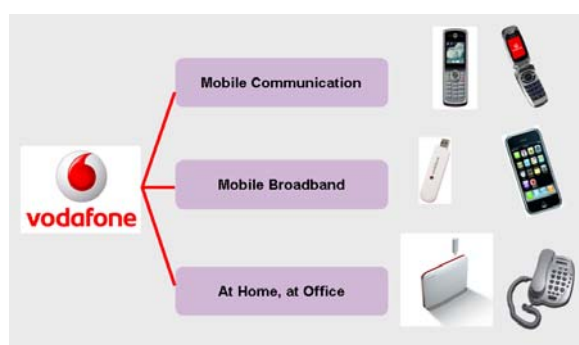 Mobile Communication
vodafone
Mobile Broadband
At Home, at Office